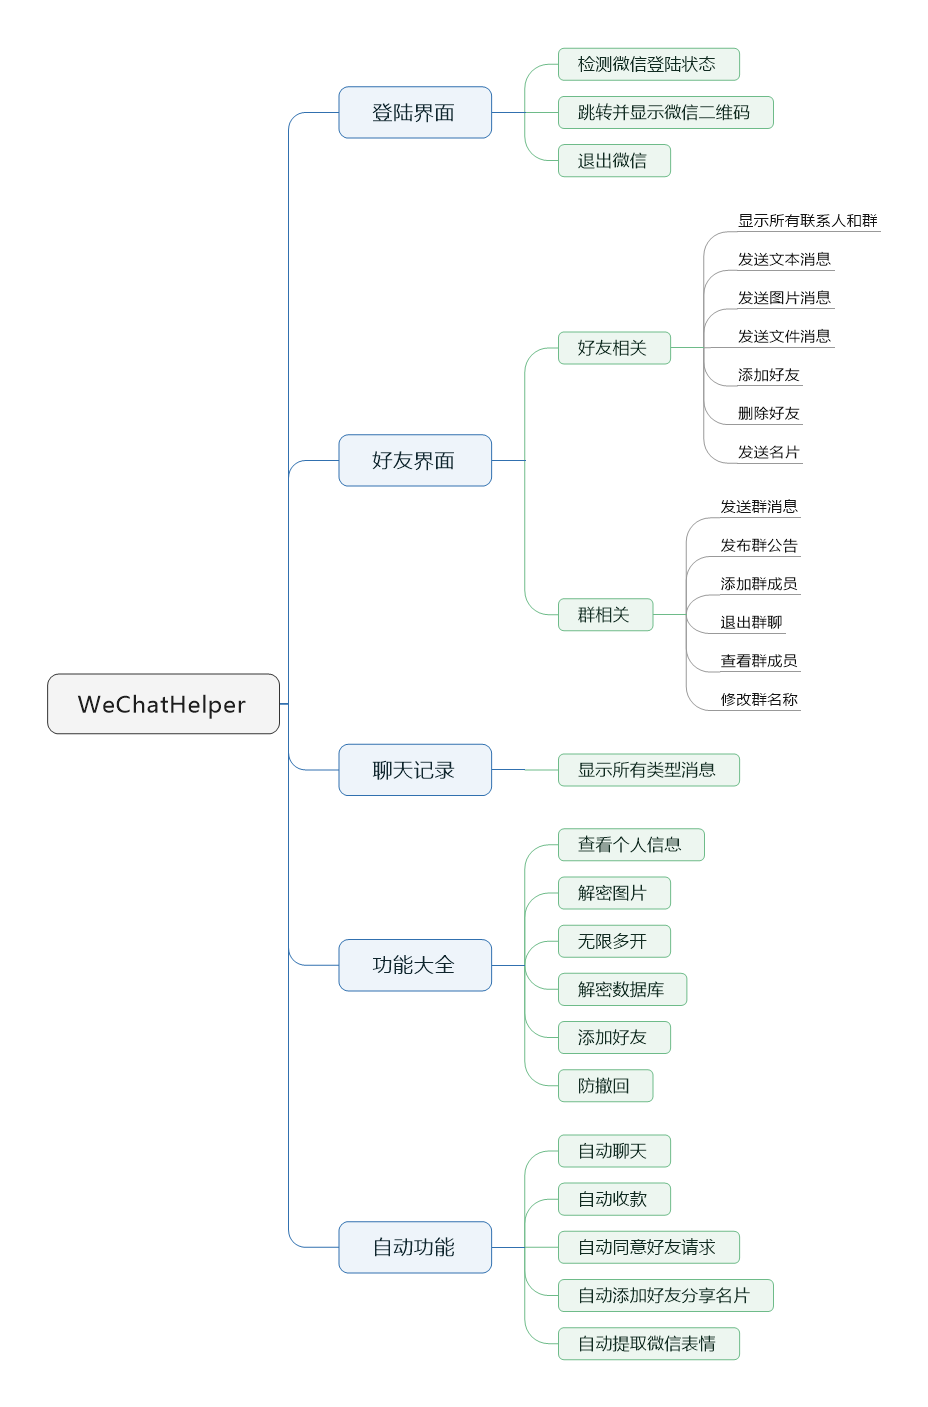 WeChatHelper
登陆界面
检测微信登陆状态
跳转并显示微信二维码
退出微信
好友界面
好友相关
显示所有联系人和群
发送文本消息
发送图片消息
发送文件消息
添加好友
删除好友
发送名片
群相关
发送群消息
发布群公告
添加群成员
退出群聊
查看群成员
修改群名称
聊天记录
显示所有类型消息
功能大全
查看个人信息
解密图片
无限多开
解密数据库
添加好友
防撤回
自动功能
自动聊天
自动收款
自动同意好友请求
自动添加好友分享名片
自动提取微信表情